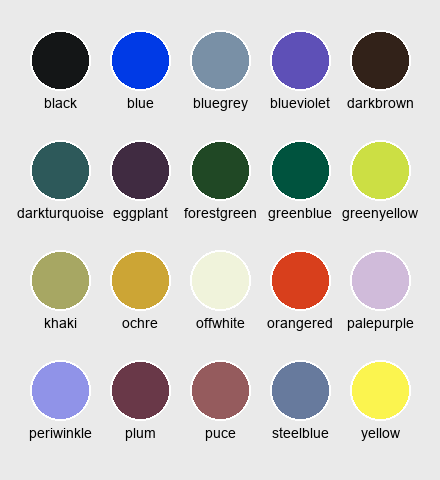 black blue bluegrey blueviolet darkbrown
darkturquoise eggplant forestgreen greenblue greenyellow
khaki ochre offwhite orangered palepurple
periwinkle plum puce steelblue yellow